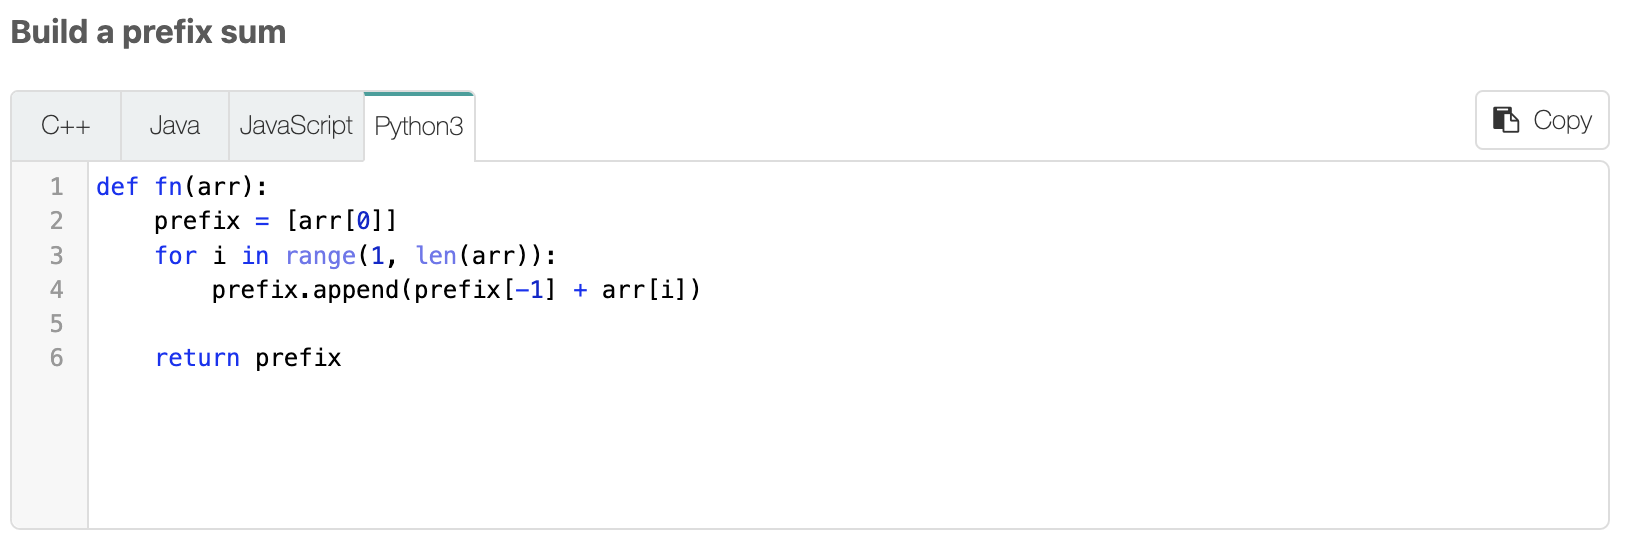 Build a prefix sum
C++ Java JavaScript Python3 Copy
1 def fn(arr):
2     prefix = [arr[0]]
3     for i in range(1, len(arr)):
4         prefix.append(prefix[-1] + arr[i])
5
6     return prefix